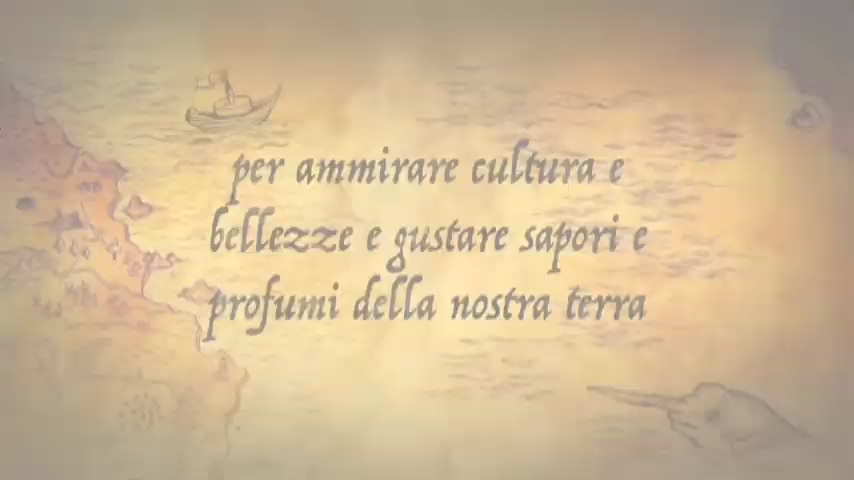 per ammirare cultura e
bellezze e gustare sapori e
profumi della nostra terra